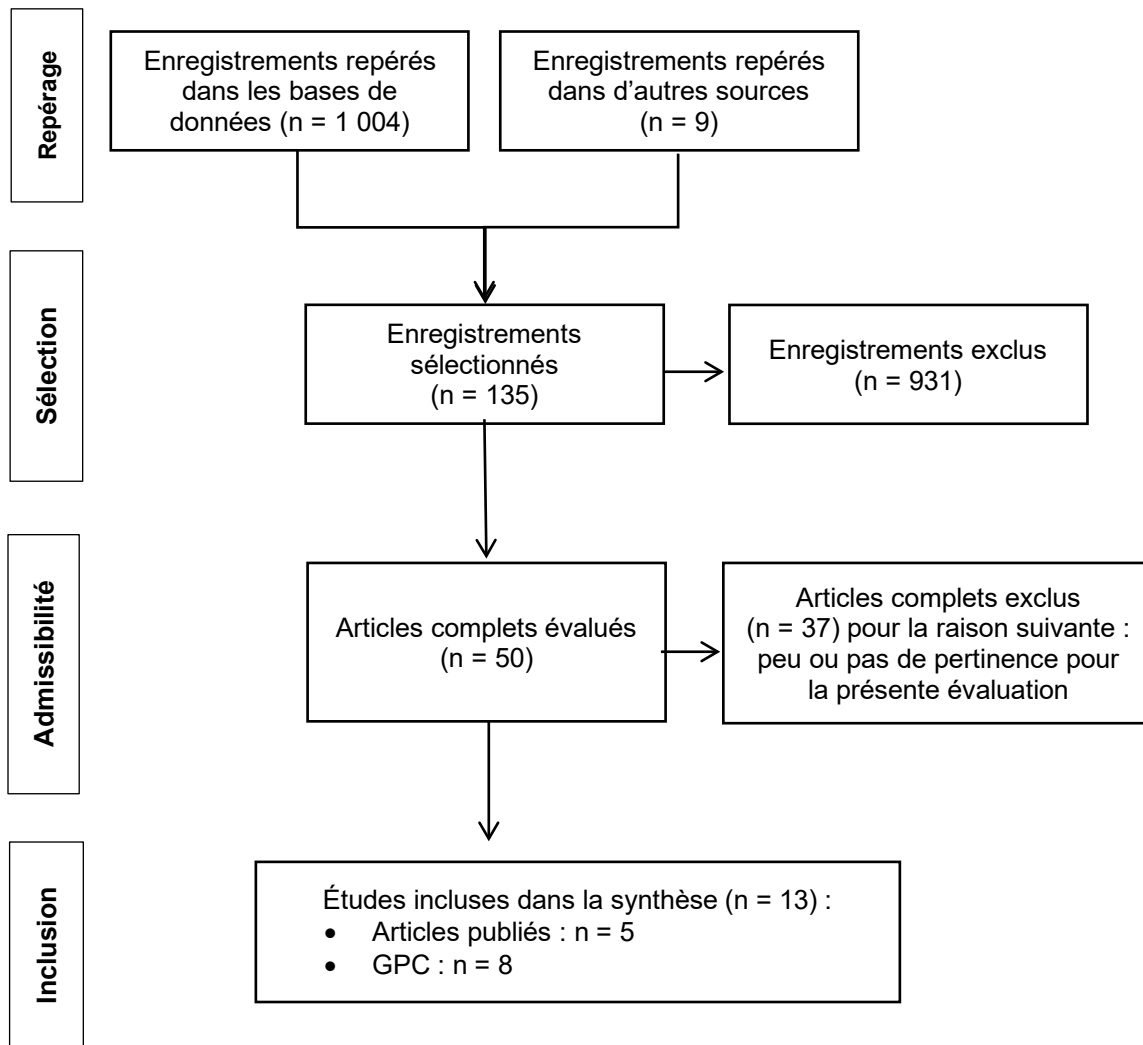 Repérage
Enregistrements repérés
dans les bases de
données (n = 1 004)
Enregistrements repérés
dans d’autres sources
(n = 9)
Sélection
Enregistrements
sélectionnés
(n = 135)
Enregistrements exclus
(n = 931)
Admissibilité
Articles complets évalués
(n = 50)
Articles complets exclus
(n = 37) pour la raison suivante :
peu ou pas de pertinence pour
la présente évaluation
Inclusion
Études incluses dans la synthèse (n = 13) :
• Articles publiés : n = 5
• GPC : n = 8